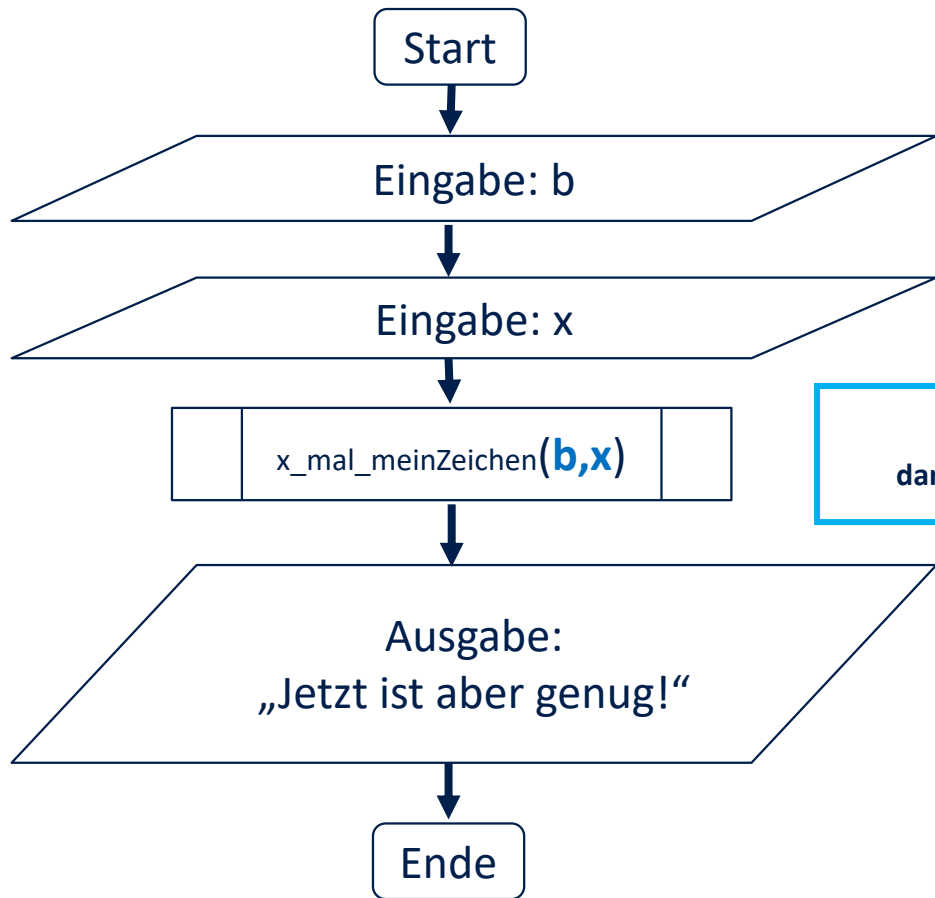 Start
Eingabe: b
Eingabe: x
x_mal_meinZeichen(b,x)
Ausgabe:
„Jetzt ist aber genug!“
Ende